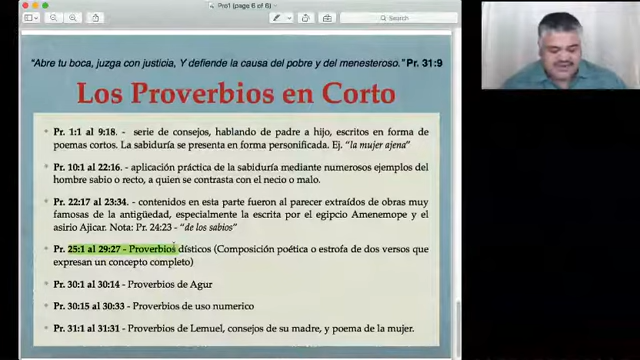 Pro1 (page 6 of 6)
Search
"Abre tu boca, juzga con justicia, Y defiende la causa del pobre y del menesteroso." Pr. 31:9
Los Proverbios en Corto
• Pr. 1:1 al 9:18. - serie de consejos, hablando de padre a hijo, escritos en forma de
poemas cortos. La sabiduría se presenta en forma personificada. Ej. "la mujer ajena"
• Pr. 10:1 al 22:16. - aplicación práctica de la sabiduría mediante numerosos ejemplos del
hombre sabio o recto, a quien se contrasta con el necio o malo.
• Pr. 22:17 al 23:34. - contenidos en esta parte fueron al parecer extraídos de obras muy
famosas de la antigüedad, especialmente la escrita por el egipcio Amenemope y el
asirio Ajicar. Nota: Pr. 24:23 - "de los sabios"
• Pr. 25:1 al 29:27 - Proverbios dísticos (Composición poética o estrofa de dos versos que
expresan un concepto completo)
• Pr. 30:1 al 30:14 - Proverbios de Agur
• Pr. 30:15 al 30:33 - Proverbios de uso numerico
• Pr. 31:1 al 31:31 - Proverbios de Lemuel, consejos de su madre, y poema de la mujer.